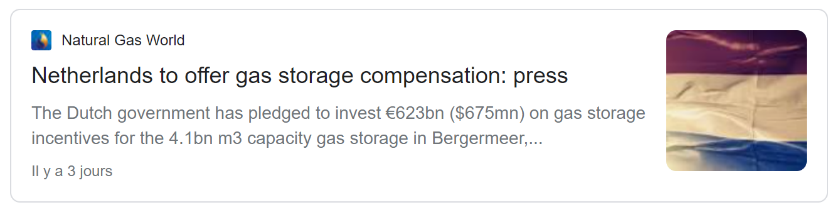 Natural Gas World
Netherlands to offer gas storage compensation: press
The Dutch government has pledged to invest €623bn ($675mn) on gas storage
incentives for the 4.1bn m3 capacity gas storage in Bergermeer,...
Il y a 3 jours